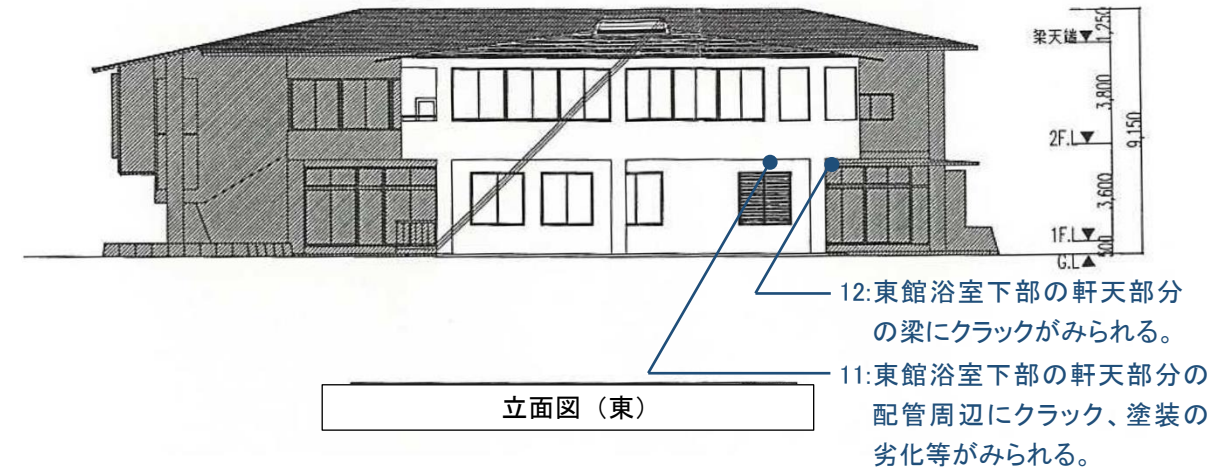 1,250
梁天端▼
3,800
9,150
2F.L▼
3,600
1F.L▼
500
G.L▲
12:東館浴室下部の軒天部分
の梁にクラックがみられる。
11:東館浴室下部の軒天部分の
配管周辺にクラック、塗装の
劣化等がみられる。
立面図（東）